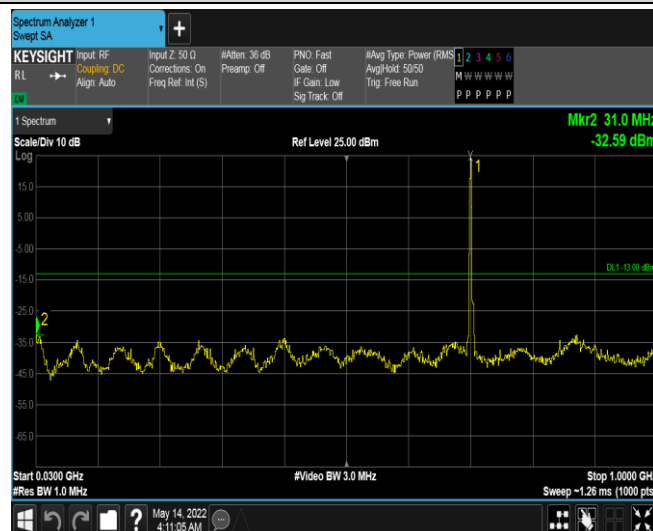 Spectrum Analyzer 1
Swept SA
KEYSIGHT
RL
Input: RF
Coupling: DC
Align: Auto
Input Z: 50 Ω
Corrections: On
Freq Ref: Int (S)
#Atten: 36 dB
Preamp: Off
PNO: Fast
Gate: Off
IF Gain: Low
Sig Track: Off
#Avg Type: Power (RMS
Avg|Hold: 50/50
Trig: Free Run
1 2 3 4 5 6
M W W W W W
P P P P P P
1 Spectrum
Mkr2 31.0 MHz
Scale/Div 10 dB
Ref Level 25.00 dBm
-32.59 dBm
Log
15.0
5.00
-5.00
-15.0
-25.0
-35.0
-45.0
-55.0
-65.0
1
2
DL1 -13.00 dBm
Start 0.0300 GHz
#Video BW 3.0 MHz
Stop 1.0000 GHz
#Res BW 1.0 MHz
Sweep ~1.26 ms (1000 pts)
?
May 14, 2022
4:11:05 AM